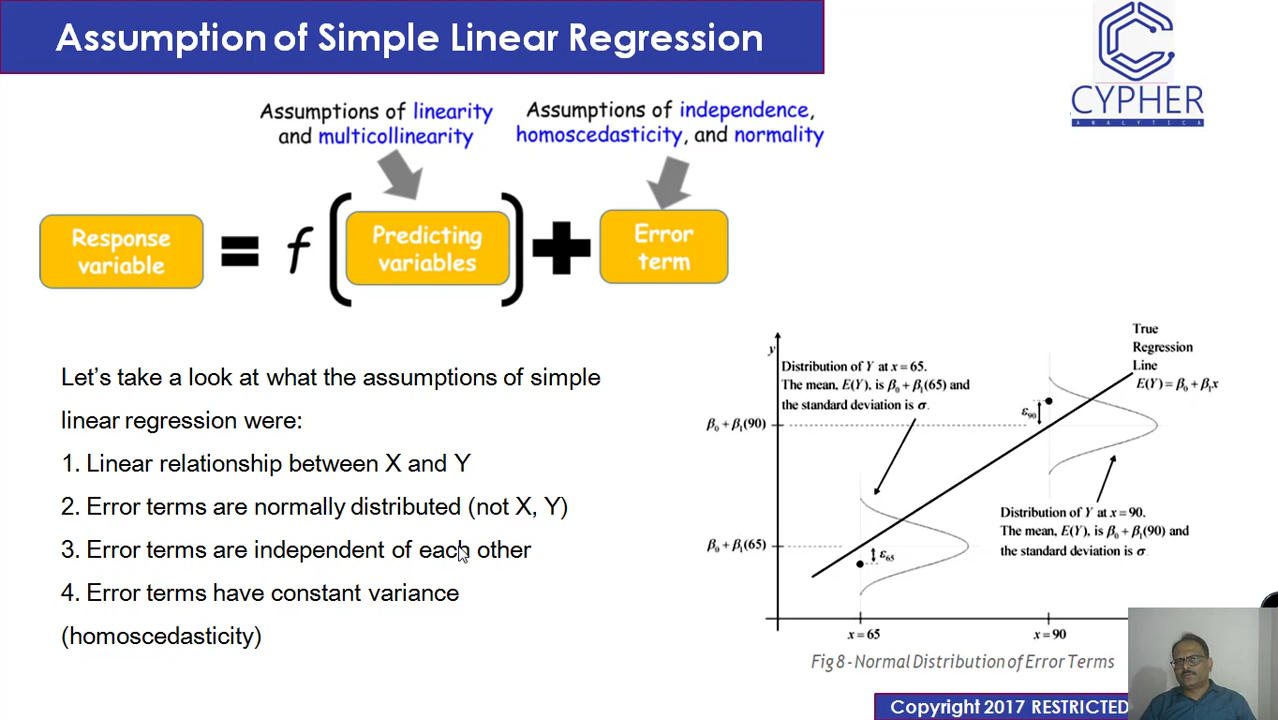 Assumption of Simple Linear Regression
CYPHER
ANALYTICA
Assumptions of linearity
and multicollinearity
Assumptions of independence,
homoscedasticity, and normality
Response
variable
=
f
(
Predicting
variables
)
+
Error
term
Let's take a look at what the assumptions of simple
linear regression were:
1. Linear relationship between X and Y
2. Error terms are normally distributed (not X, Y)
3. Error terms are independent of each other
4. Error terms have constant variance
(homoscedasticity)
y
Distribution of Y at x = 65.
The mean, E(Y), is β₀ + β₁(65) and
the standard deviation is σ.
True
Regression
Line
E(Y) = β₀ + β₁x
β₀ + β₁(90)
ε₉₀
Distribution of Y at x = 90.
The mean, E(Y), is β₀ + β₁(90) and
the standard deviation is σ.
β₀ + β₁(65)
ε₆₅
x = 65
x = 90
Fig 8 - Normal Distribution of Error Terms
Copyright 2017 RESTRICTED